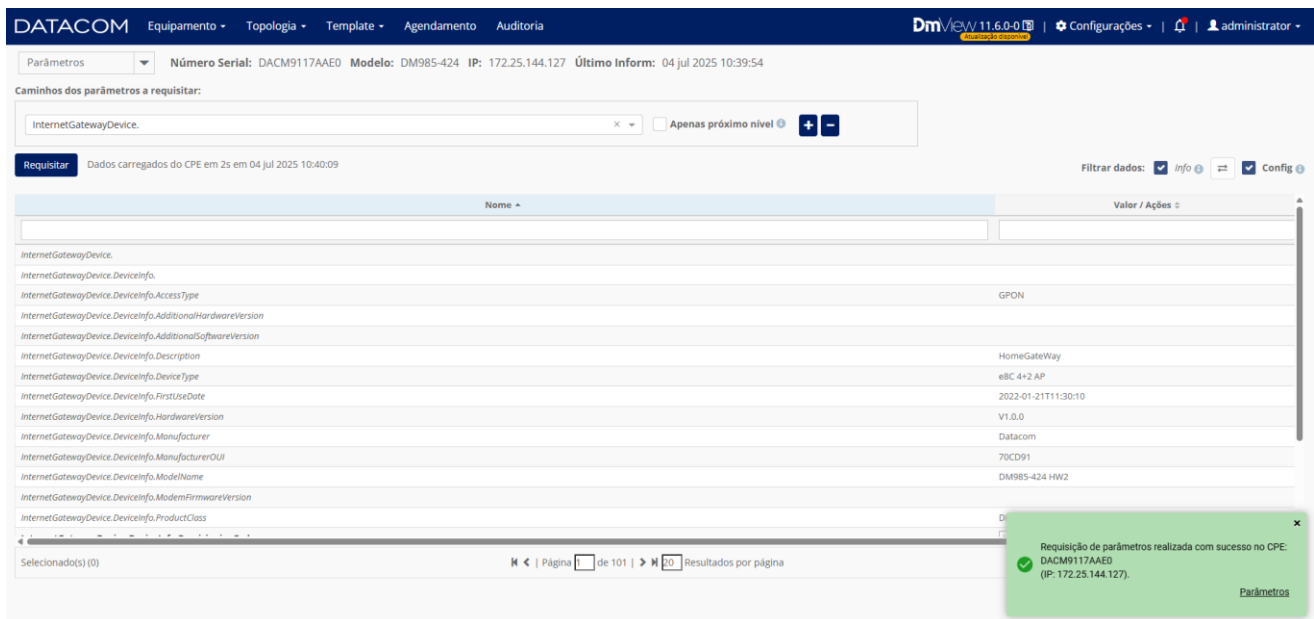 DATACOM Equipamento Topologia Template Agendamento Auditoria DmView 11.6.0-0 Configurações administrator
Atualização disponível
Parâmetros Número Serial: DACM9117AAE0 Modelo: DM985-424 IP: 172.25.144.127 Último Inform: 04 jul 2025 10:39:54
Caminhos dos parâmetros a requisitar:
InternetGatewayDevice. × Apenas próximo nível + −
Requisitar Dados carregados do CPE em 2s em 04 jul 2025 10:40:09 Filtrar dados: Info Config
Nome Valor / Ações
InternetGatewayDevice.
InternetGatewayDevice.DeviceInfo.
InternetGatewayDevice.DeviceInfo.AccessType GPON
InternetGatewayDevice.DeviceInfo.AdditionalHardwareVersion
InternetGatewayDevice.DeviceInfo.AdditionalSoftwareVersion
InternetGatewayDevice.DeviceInfo.Description HomeGateWay
InternetGatewayDevice.DeviceInfo.DeviceType e8C 4+2 AP
InternetGatewayDevice.DeviceInfo.FirstUseDate 2022-01-21T11:30:10
InternetGatewayDevice.DeviceInfo.HardwareVersion V1.0.0
InternetGatewayDevice.DeviceInfo.Manufacturer Datacom
InternetGatewayDevice.DeviceInfo.ManufacturerOUI 70CD91
InternetGatewayDevice.DeviceInfo.ModelName DM985-424 HW2
InternetGatewayDevice.DeviceInfo.ModemFirmwareVersion
InternetGatewayDevice.DeviceInfo.ProductClass
Selecionado(s) (0) | Página 1 de 101 | 20 Resultados por página
×
Requisição de parâmetros realizada com sucesso no CPE:
DACM9117AAE0
(IP: 172.25.144.127).
Parâmetros